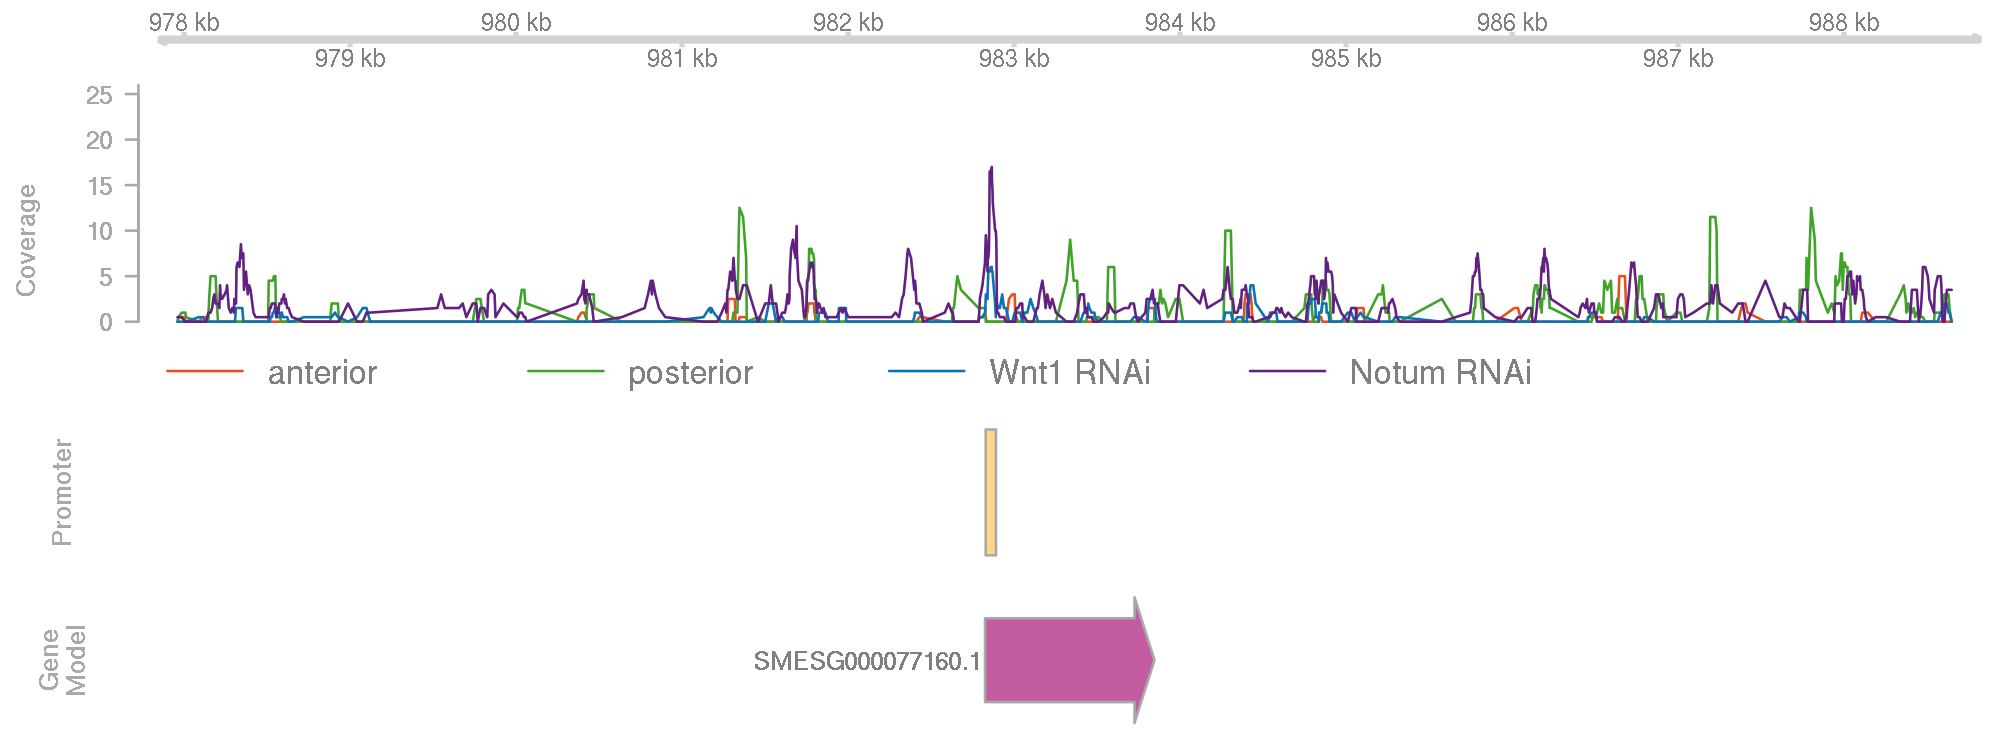 978 kb 980 kb 982 kb 984 kb 986 kb 988 kb
979 kb 981 kb 983 kb 985 kb 987 kb
Coverage
25
20
15
10
5
0
anterior posterior Wnt1 RNAi Notum RNAi
Promoter
Gene
Model
SMESG000077160.1